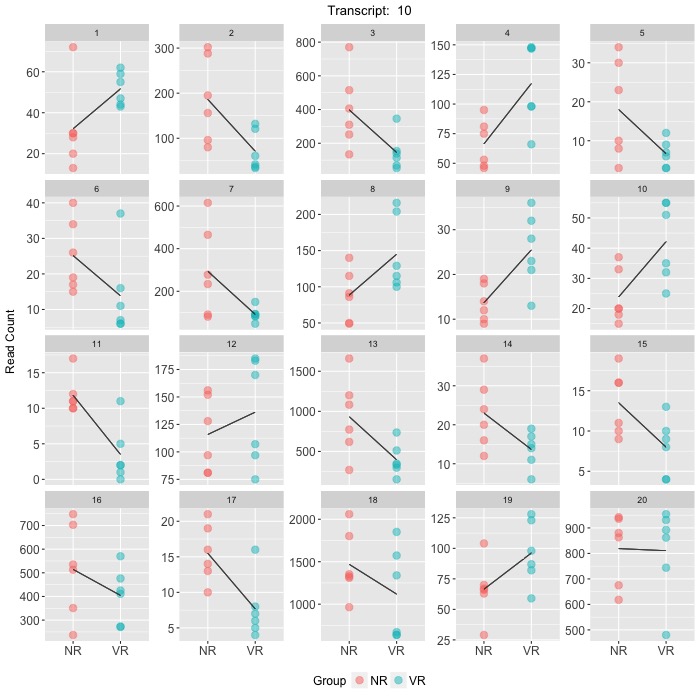 Transcript: 10
1 2 3 4 5
60 40 20
300 200 100
800 600 400 200
150 125 100 75 50
30 20 10
6 7 8 9 10
40 30 20 10
600 400 200
200 150 100 50
30 20 10
50 40 30 20
11 12 13 14 15
15 10 5 0
175 150 125 100 75
1500 1000 500
30 20 10
15 10 5
16 17 18 19 20
700 600 500 400 300
20 15 10 5
2000 1500 1000
125 100 75 50 25
900 800 700 600 500
Read Count
NR VR NR VR NR VR NR VR NR VR
Group NR VR